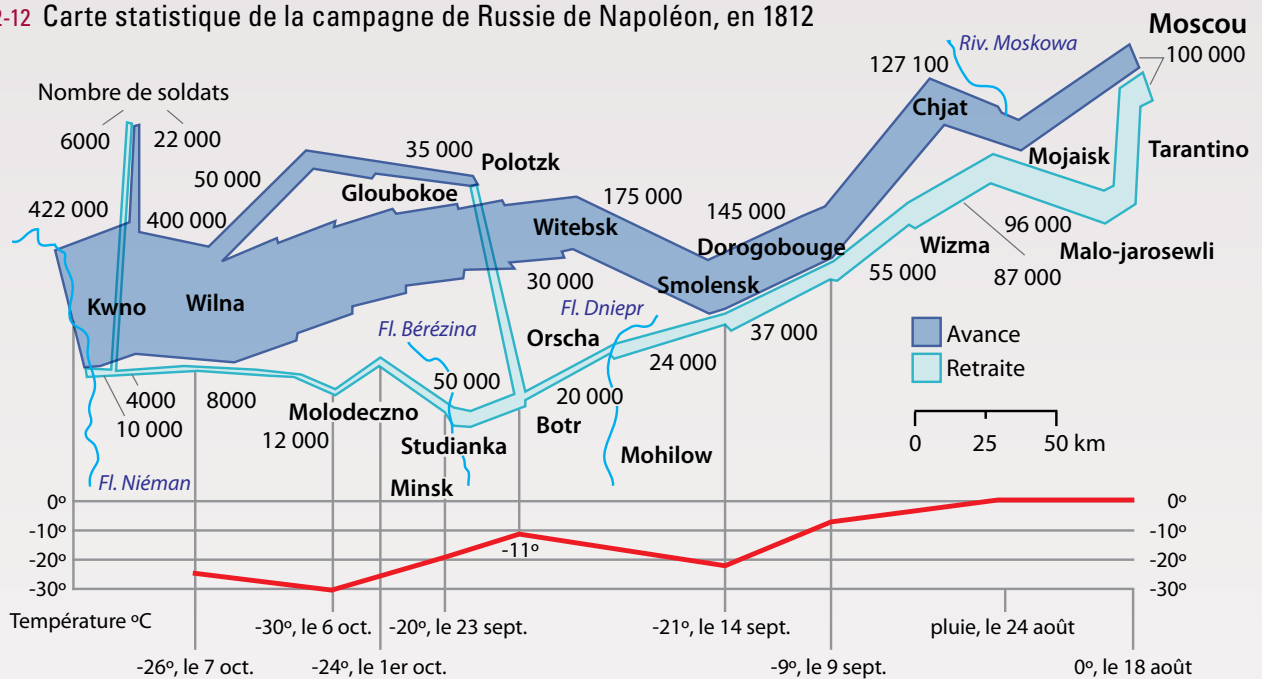 2-12 Carte statistique de la campagne de Russie de Napoléon, en 1812
Moscou
100 000
Riv. Moskowa
127 100
Chjat
Nombre de soldats
6000
22 000
50 000
35 000
Polotzk
Gloubokoe
422 000
400 000
175 000
145 000
Witebsk
Dorogobouge
Mojaisk
Tarantino
Wizma
96 000
Malo-jarosewli
87 000
55 000
30 000
Smolensk
Kwno
Wilna
Fl. Dniepr
Fl. Bérézina
Orscha
37 000
24 000
50 000
20 000
4000
8000
10 000
12 000
Molodeczno
Studianka
Botr
Mohilow
Minsk
Fl. Niéman
Avance
Retraite
0 25 50 km
0º 0º
-10º -10º
-11º
-20º -20º
-30º -30º
Température ºC
-30º, le 6 oct. -20º, le 23 sept. -21º, le 14 sept. pluie, le 24 août
-26º, le 7 oct. -24º, le 1er oct. -9º, le 9 sept. 0º, le 18 août